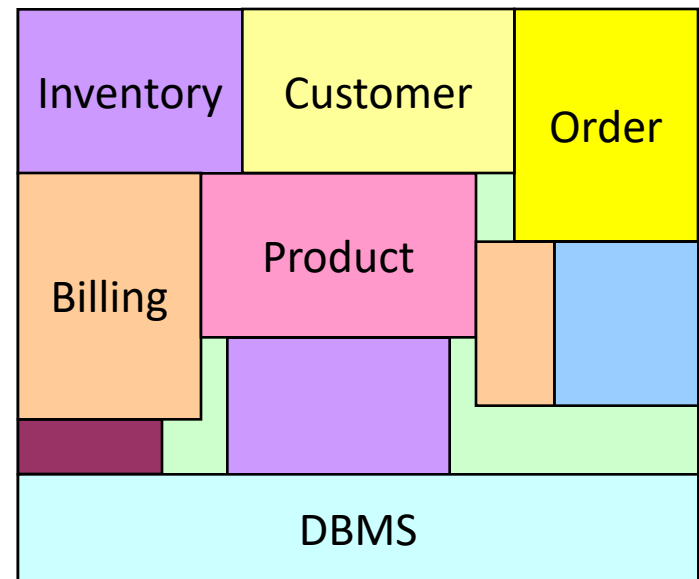 Inventory
Customer
Order
Product
Billing
DBMS